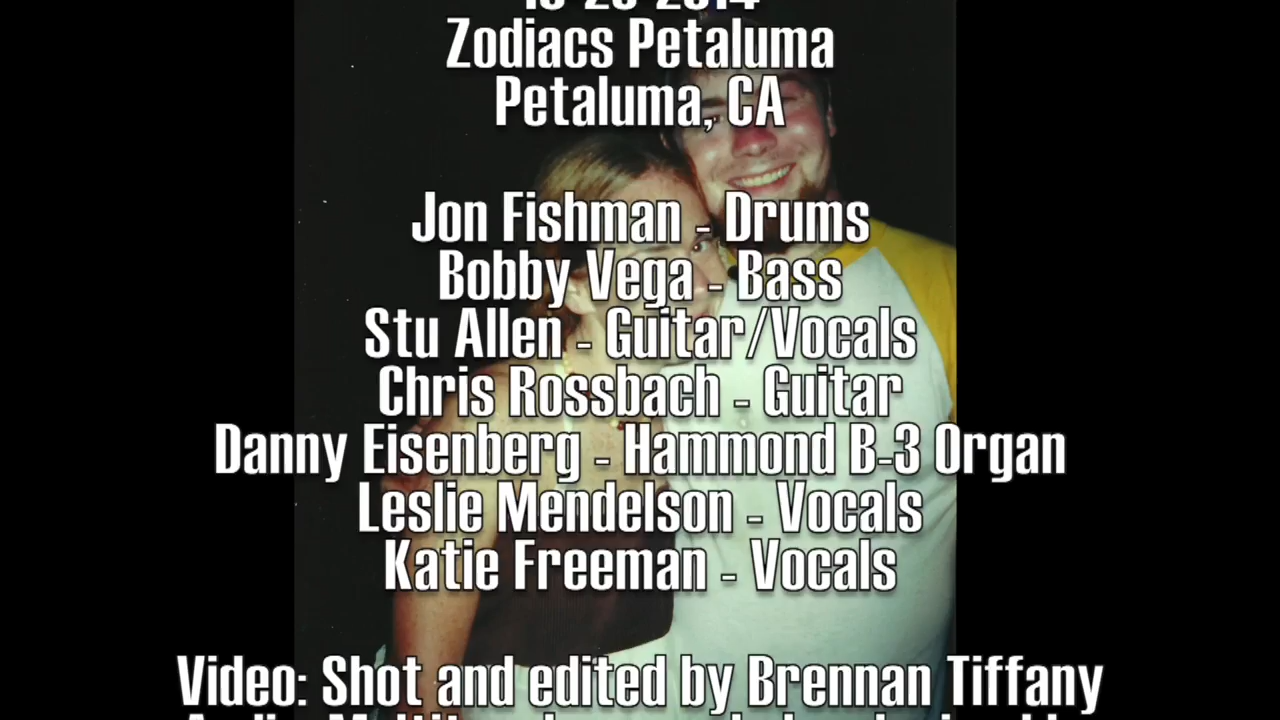 Zodiacs Petaluma
Petaluma, CA
Jon Fishman - Drums
Bobby Vega - Bass
Stu Allen - Guitar/Vocals
Chris Rossbach - Guitar
Danny Eisenberg - Hammond B-3 Organ
Leslie Mendelson - Vocals
Katie Freeman - Vocals
Video: Shot and edited by Brennan Tiffany